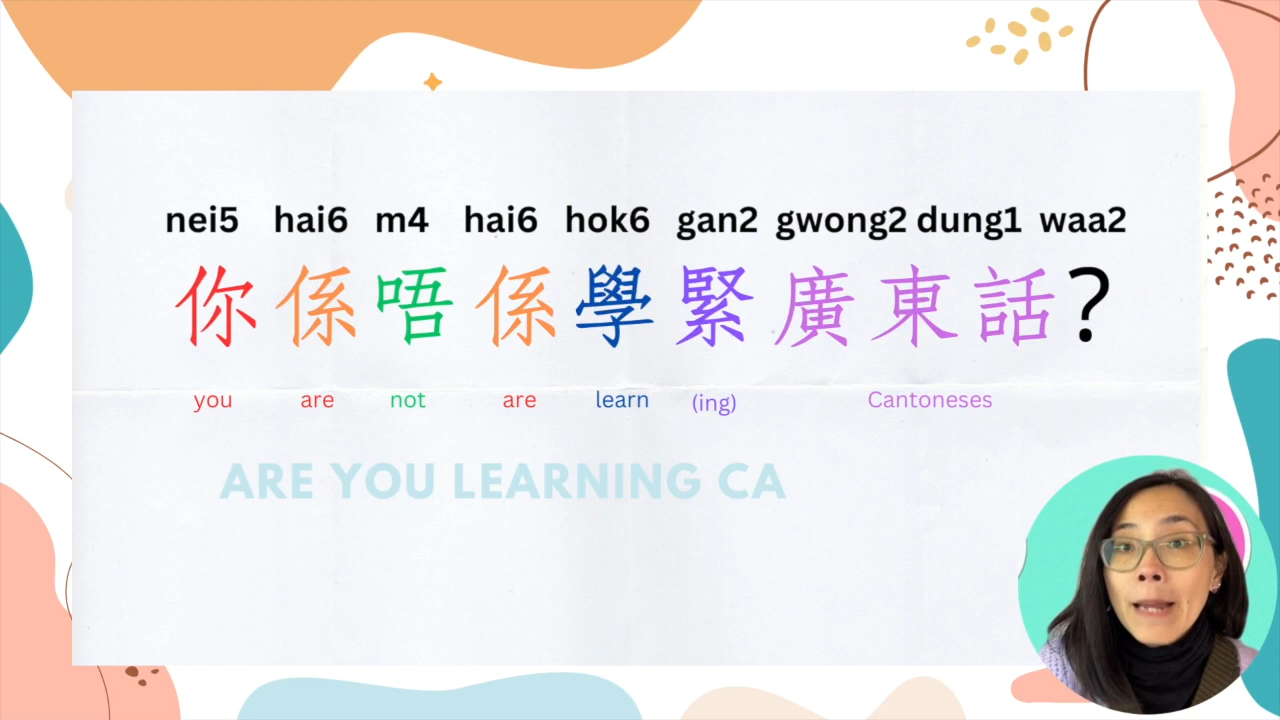 nei5 hai6 m4 hai6 hok6 gan2 gwong2 dung1 waa2
你係唔係學緊廣東話?
you are not are learn (ing) Cantoneses
ARE YOU LEARNING CA